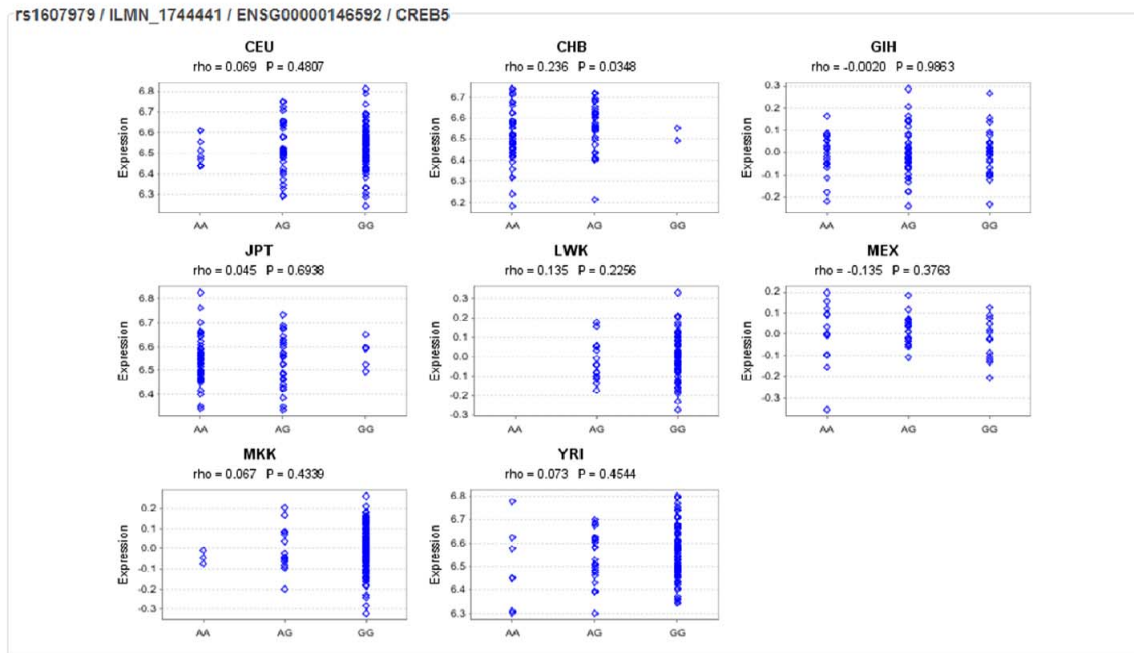 rs1607979 / ILMN_1744441 / ENSG00000146592 / CREB5
CEU
rho = 0.069 P = 0.4807
Expression
6.8
6.7
6.6
6.5
6.4
6.3
AA AG GG
CHB
rho = 0.236 P = 0.0348
Expression
6.7
6.6
6.5
6.4
6.3
6.2
AA AG GG
GIH
rho = -0.0020 P = 0.9863
Expression
0.3
0.2
0.1
0.0
-0.1
-0.2
AA AG GG
JPT
rho = 0.045 P = 0.6938
Expression
6.8
6.7
6.6
6.5
6.4
AA AG GG
LWK
rho = 0.135 P = 0.2256
Expression
0.3
0.2
0.1
0.0
-0.1
-0.2
-0.3
AA AG GG
MEX
rho = -0.135 P = 0.3763
Expression
0.2
0.1
0.0
-0.1
-0.2
-0.3
AA AG GG
MKK
rho = 0.067 P = 0.4339
Expression
0.2
0.1
0.0
-0.1
-0.2
-0.3
AA AG GG
YRI
rho = 0.073 P = 0.4544
Expression
6.8
6.7
6.6
6.5
6.4
6.3
AA AG GG